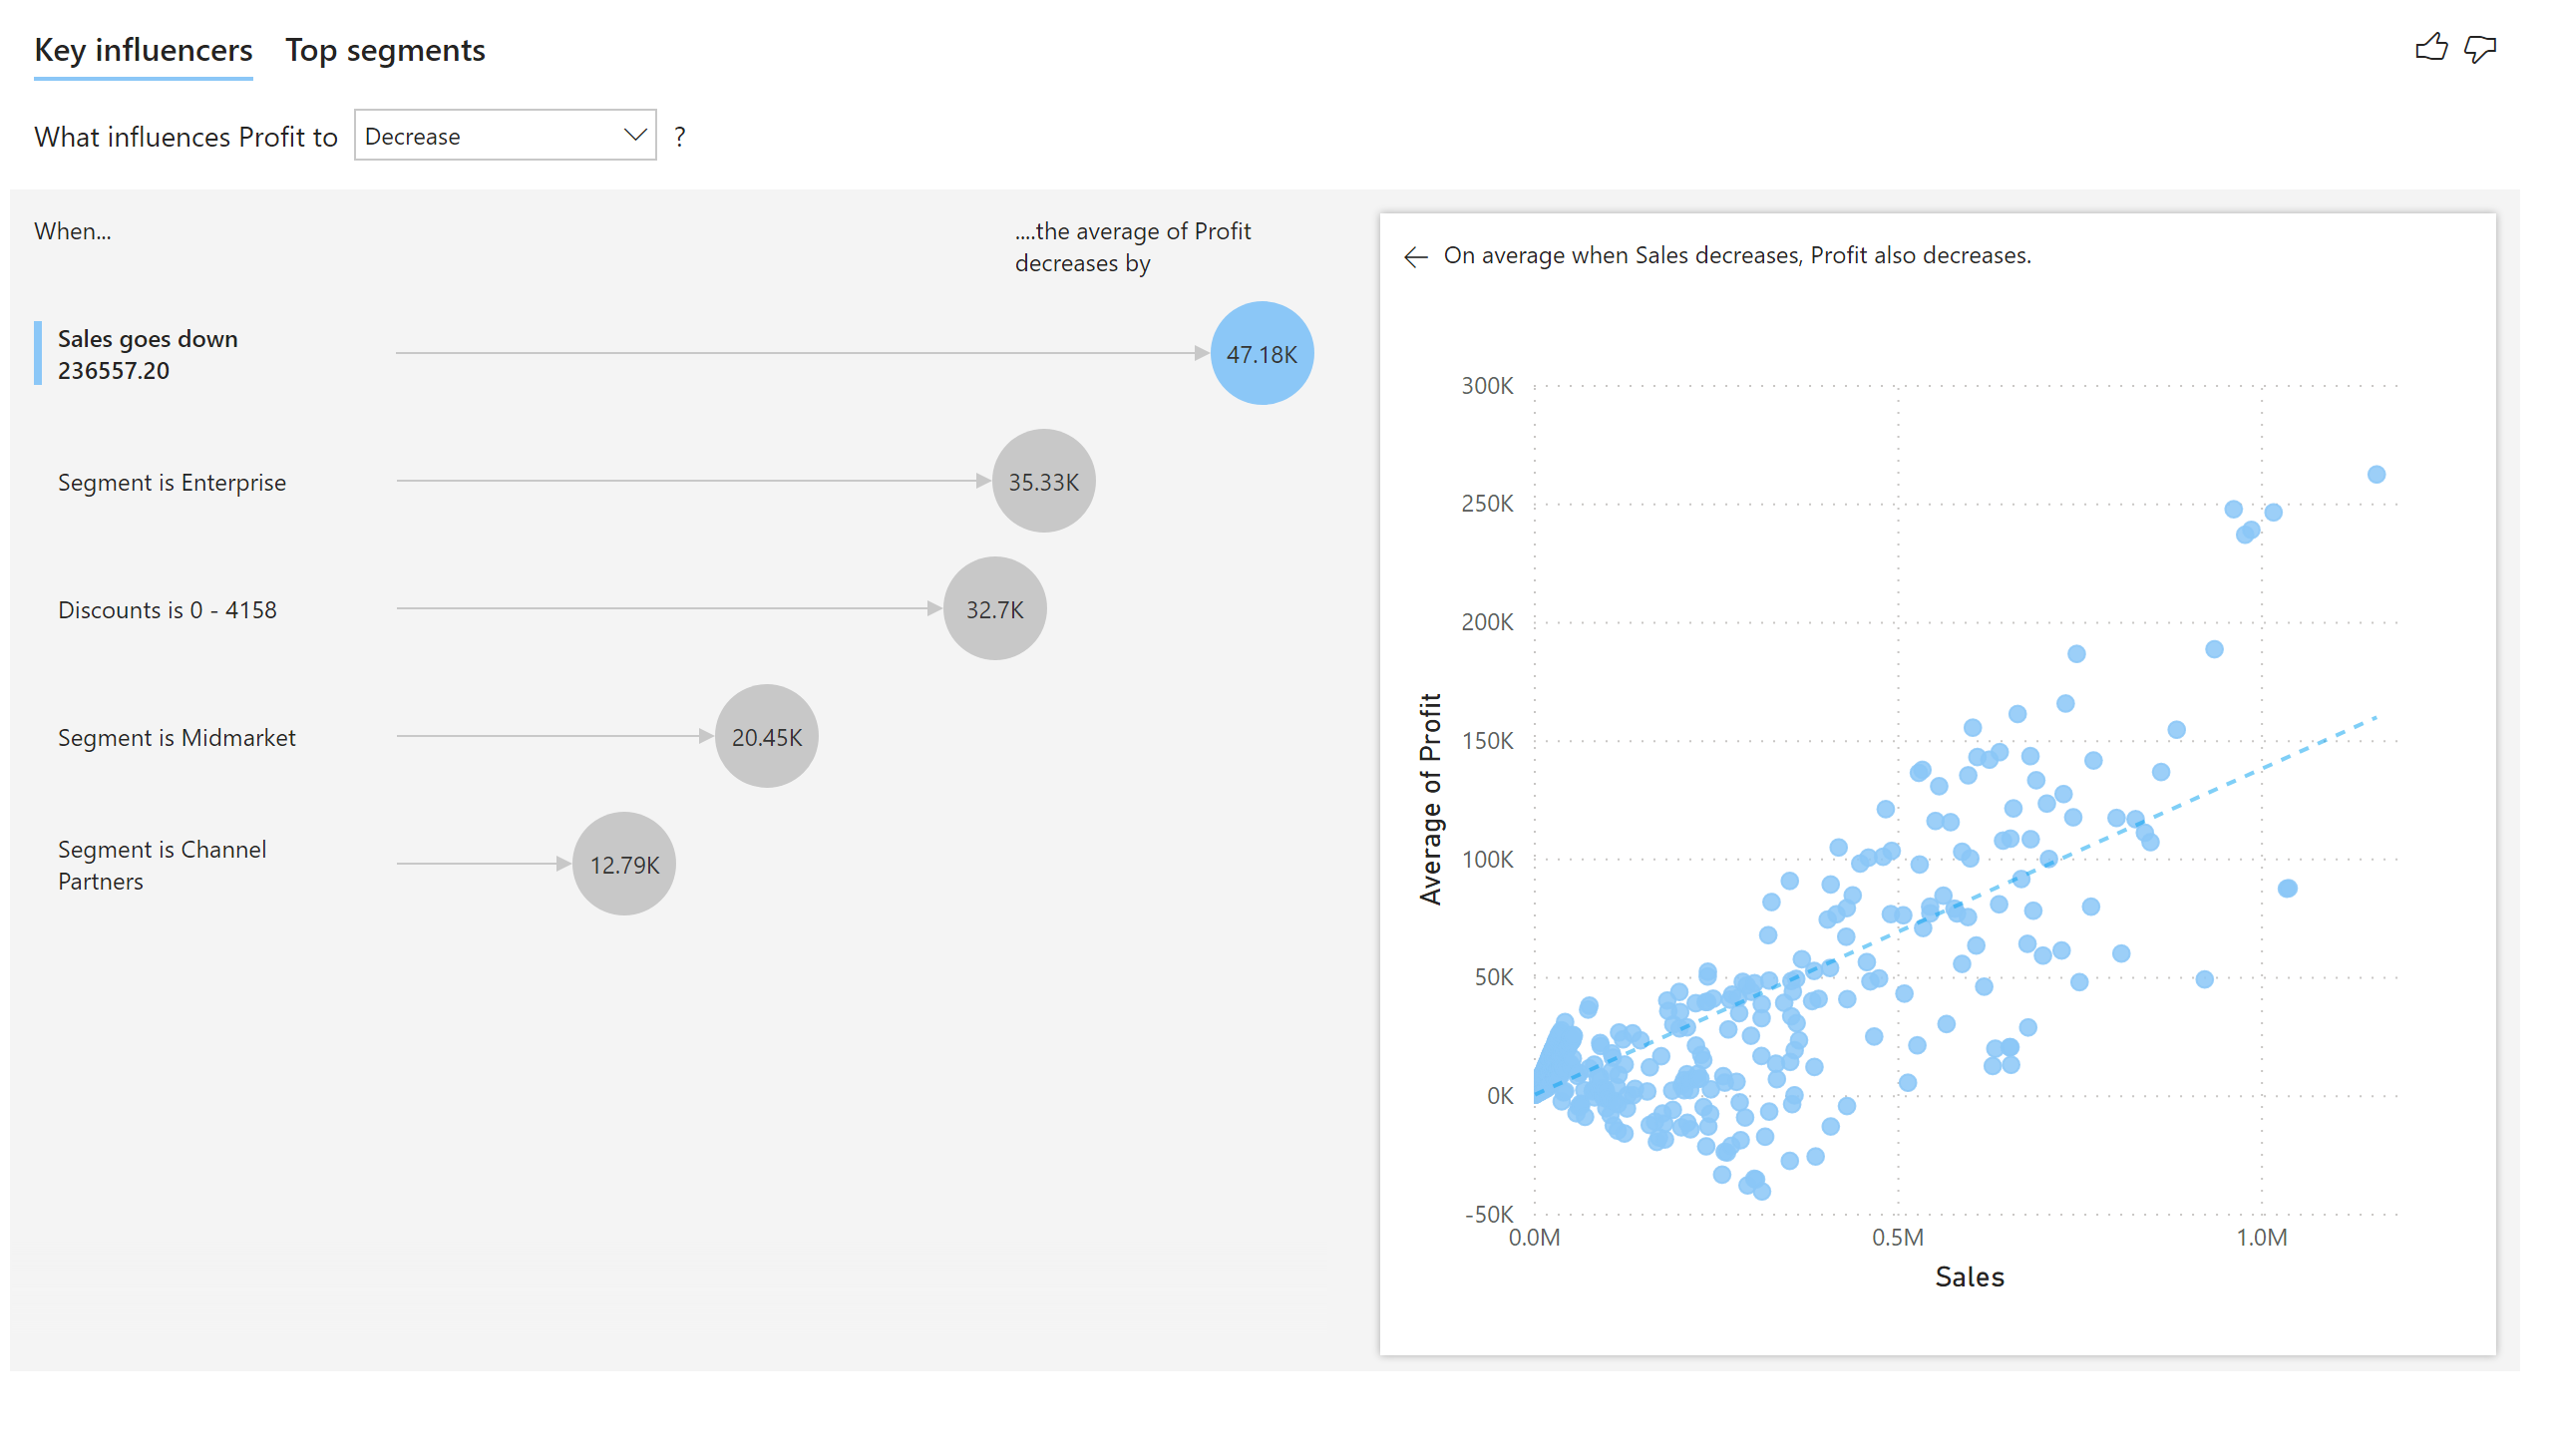 Key influencers Top segments
What influences Profit to Decrease ?
When...
....the average of Profit
decreases by
Sales goes down
236557.20
47.18K
Segment is Enterprise
35.33K
Discounts is 0 - 4158
32.7K
Segment is Midmarket
20.45K
Segment is Channel
Partners
12.79K
On average when Sales decreases, Profit also decreases.
Average of Profit
300K
250K
200K
150K
100K
50K
0K
-50K
0.0M 0.5M 1.0M
Sales